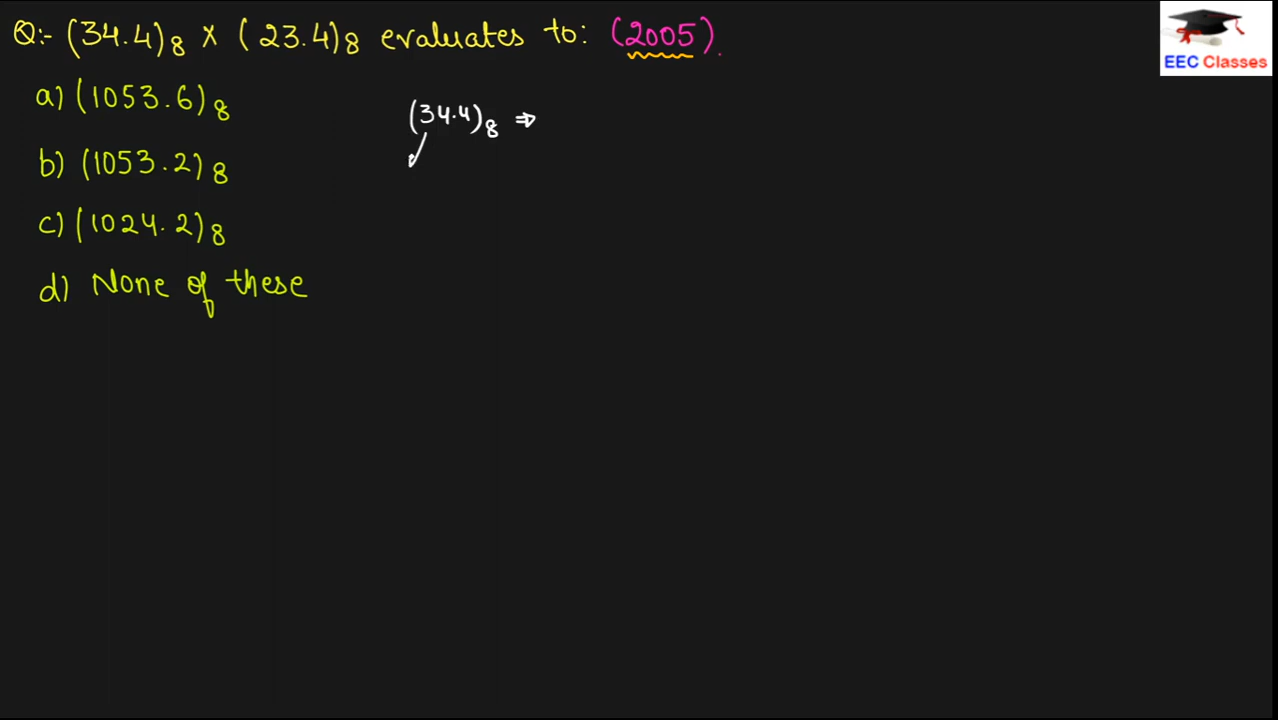 Q:- (34.4)8 × (23.4)8 evaluates to: (2005).
EEC Classes
a) (1053.6)8
(34.4)8 ⇒
b) (1053.2)8
c) (1024.2)8
d) None of these